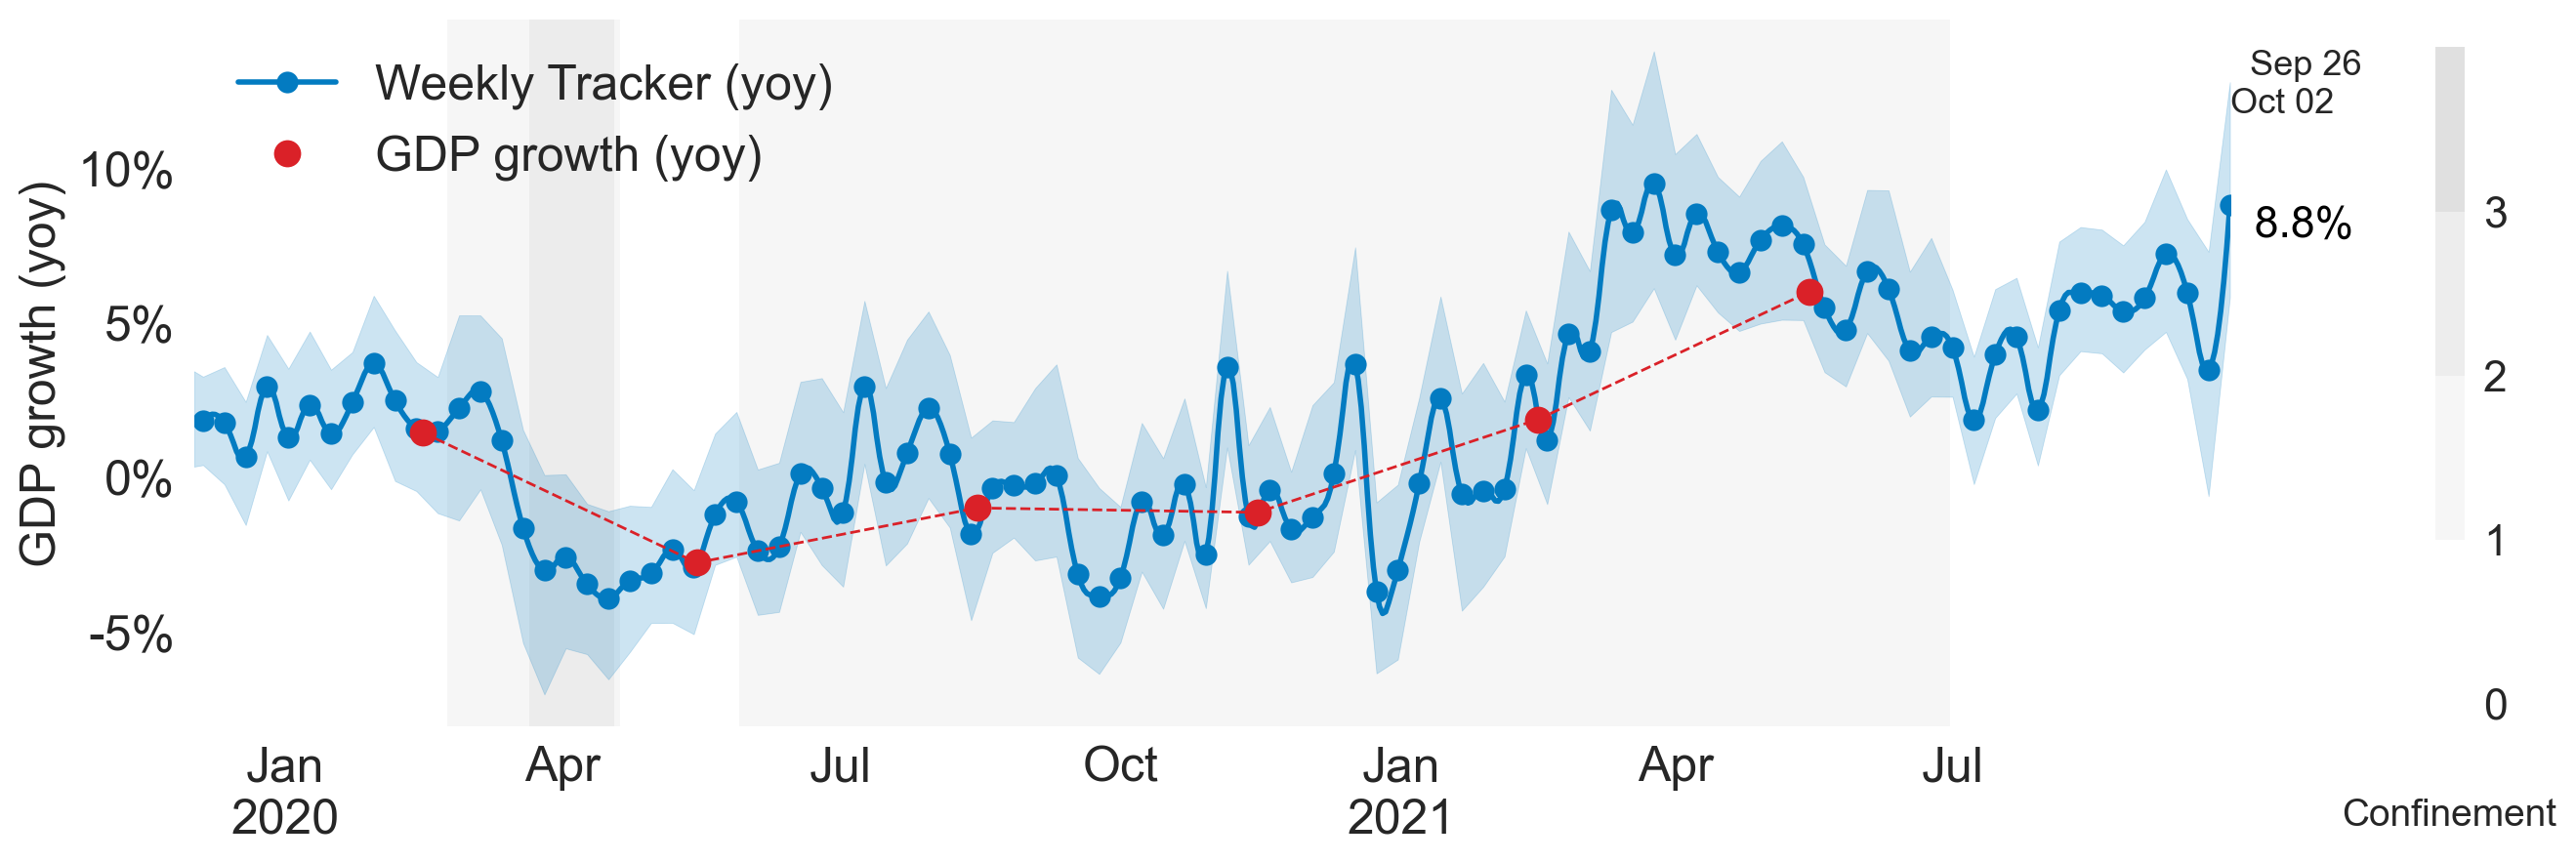 Weekly Tracker (yoy)
GDP growth (yoy)
Sep 26
Oct 02
8.8%
GDP growth (yoy)
10%
5%
0%
-5%
Jan
2020
Apr
Jul
Oct
Jan
2021
Apr
Jul
3
2
1
0
Confinement